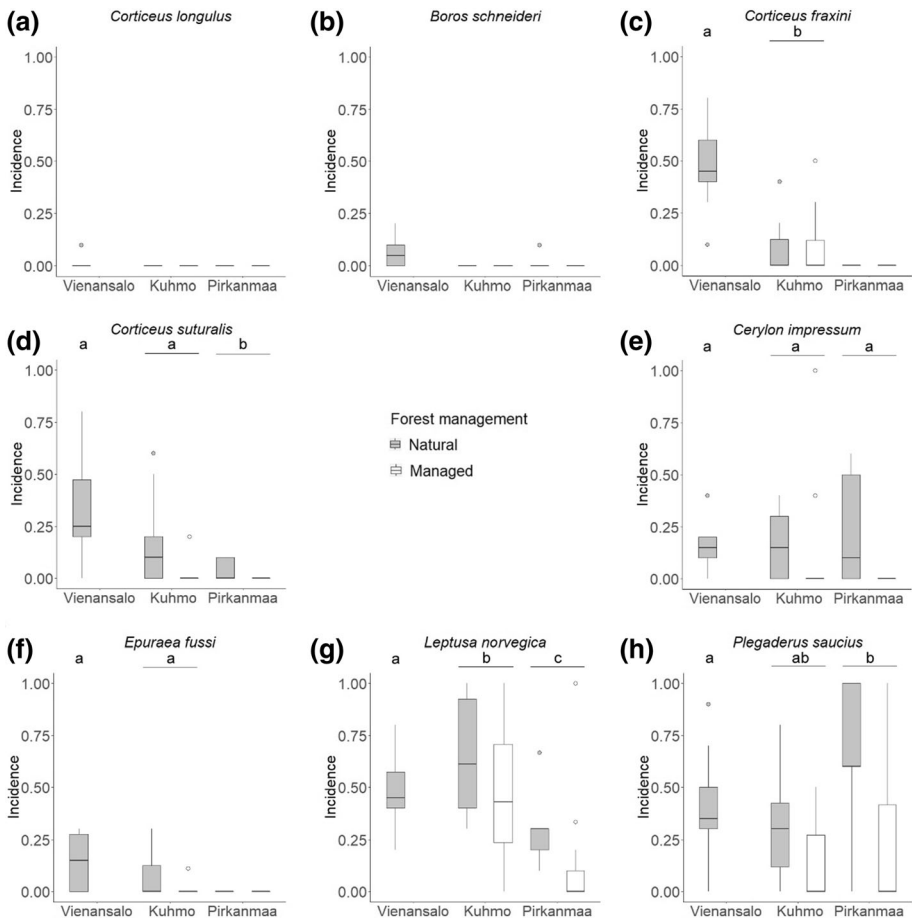 (a) Corticeus longulus
1.00
0.75
0.50
0.25
0.00
Incidence
Vienansalo Kuhmo Pirkanmaa
(b) Boros schneideri
1.00
0.75
0.50
0.25
0.00
Incidence
Vienansalo Kuhmo Pirkanmaa
(c) Corticeus fraxini
a b
1.00
0.75
0.50
0.25
0.00
Incidence
Vienansalo Kuhmo Pirkanmaa
(d) Corticeus suturalis
a a b
1.00
0.75
0.50
0.25
0.00
Incidence
Vienansalo Kuhmo Pirkanmaa
Forest management
Natural
Managed
(e) Cerylon impressum
a a a
1.00
0.75
0.50
0.25
0.00
Incidence
Vienansalo Kuhmo Pirkanmaa
(f) Epuraea fussi
a a
1.00
0.75
0.50
0.25
0.00
Incidence
Vienansalo Kuhmo Pirkanmaa
(g) Leptusa norvegica
a b c
1.00
0.75
0.50
0.25
0.00
Incidence
Vienansalo Kuhmo Pirkanmaa
(h) Plegaderus saucius
a ab b
1.00
0.75
0.50
0.25
0.00
Incidence
Vienansalo Kuhmo Pirkanmaa